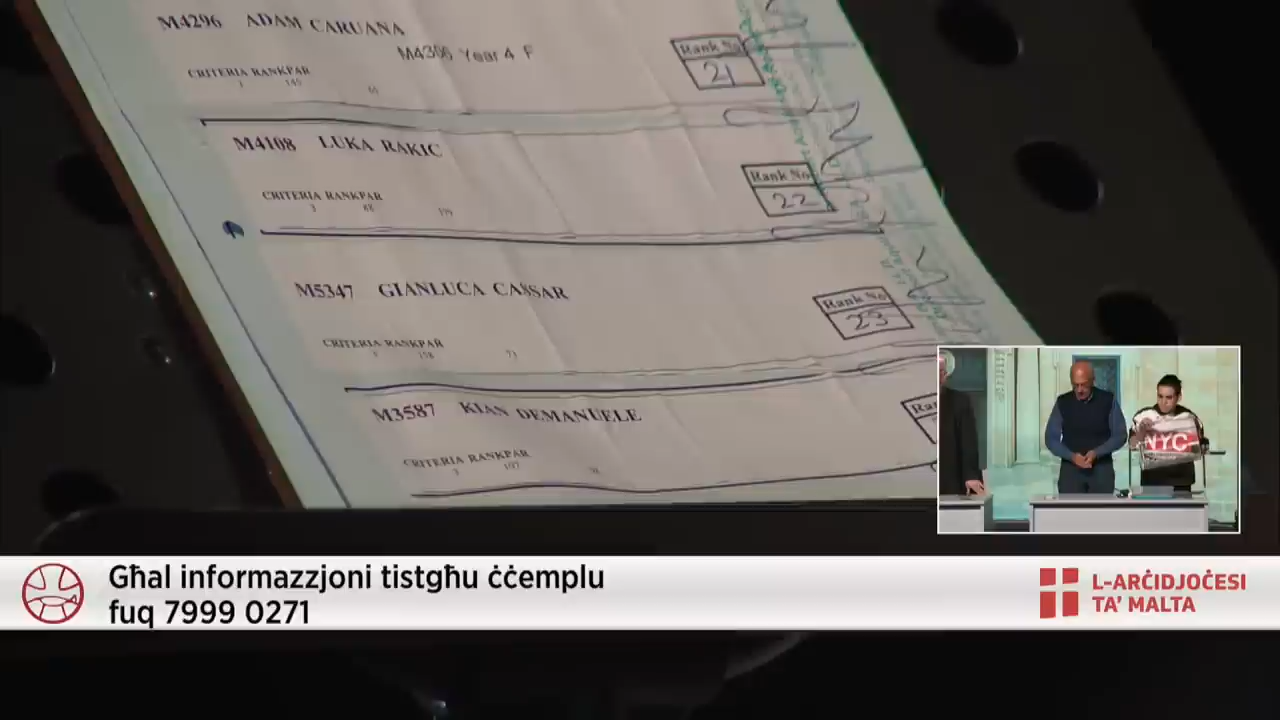 M4296 ADAM CARUANA
M4306 Year 4 F
CRITERIA RANKPAR
Rank No
21
M4108 LUKA RAKIC
CRITERIA RANKPAR
Rank No
22
M5347 GIANLUCA CASSAR
CRITERIA RANKPAR
Rank No
23
M3587 KIAN DEMANUELE
CRITERIA RANKPAR
NYC
Għal informazzjoni tistgħu ċċemplu
fuq 7999 0271
L-ARĊIDJOĊESI
TA' MALTA